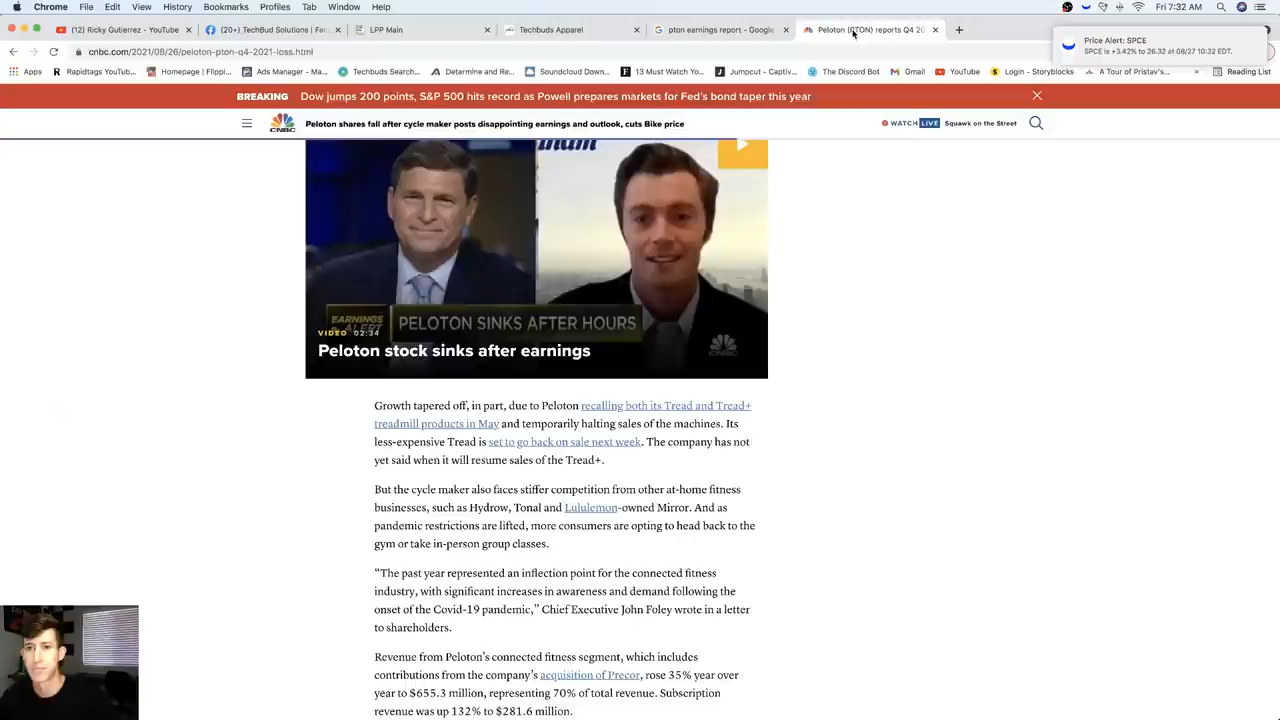 Chrome File Edit View History Bookmarks Profiles Tab Window Help
Fri 7:32 AM
(12) Ricky Gutierrez - YouTube
(20+) TechBud Solutions | Fac
LPP Main
Techbuds Apparel
pton earnings report - Google
Peloton (PTON) reports Q4 20
cnbc.com/2021/08/26/peloton-pton-q4-2021-loss.html
Price Alert: SPCE
SPCE is +3.42% to 26.32 at 08/27 10:32 EDT.
Apps Rapidtags YouTub... Homepage | Flippi... Ads Manager - Ma... Techbuds Search... Determine and Re... Soundcloud Down... 13 Must Watch Yo... Jumpcut - Captiva... The Discord Bot Gmail YouTube Login - Storyblocks A Tour of Pristav's... » Reading List
BREAKING Dow jumps 200 points, S&P 500 hits record as Powell prepares markets for Fed's bond taper this year
CNBC Peloton shares fall after cycle maker posts disappointing earnings and outlook, cuts Bike price WATCH LIVE Squawk on the Street
EARNINGS ALERT PELOTON SINKS AFTER HOURS
VIDEO 02:34
CNBC
Peloton stock sinks after earnings
Growth tapered off, in part, due to Peloton recalling both its Tread and Tread+
treadmill products in May and temporarily halting sales of the machines. Its
less-expensive Tread is set to go back on sale next week. The company has not
yet said when it will resume sales of the Tread+.
But the cycle maker also faces stiffer competition from other at-home fitness
businesses, such as Hydrow, Tonal and Lululemon-owned Mirror. And as
pandemic restrictions are lifted, more consumers are opting to head back to the
gym or take in-person group classes.
“The past year represented an inflection point for the connected fitness
industry, with significant increases in awareness and demand following the
onset of the Covid-19 pandemic,” Chief Executive John Foley wrote in a letter
to shareholders.
Revenue from Peloton’s connected fitness segment, which includes
contributions from the company’s acquisition of Precor, rose 35% year over
year to $655.3 million, representing 70% of total revenue. Subscription
revenue was up 132% to $281.6 million.